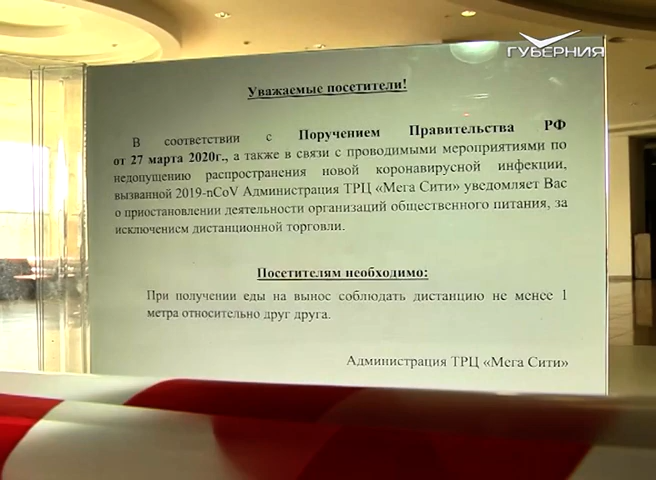 ГУБЕРНИЯ
Уважаемые посетители!
В соответствии с Поручением Правительства РФ
от 27 марта 2020г., а также в связи с проводимыми мероприятиями по
недопущению распространения новой коронавирусной инфекции,
вызванной 2019-nCoV Администрация ТРЦ «Мега Сити» уведомляет Вас
о приостановлении деятельности организаций общественного питания, за
исключением дистанционной торговли.
Посетителям необходимо:
При получении еды на вынос соблюдать дистанцию не менее 1
метра относительно друг друга.
Администрация ТРЦ «Мега Сити»